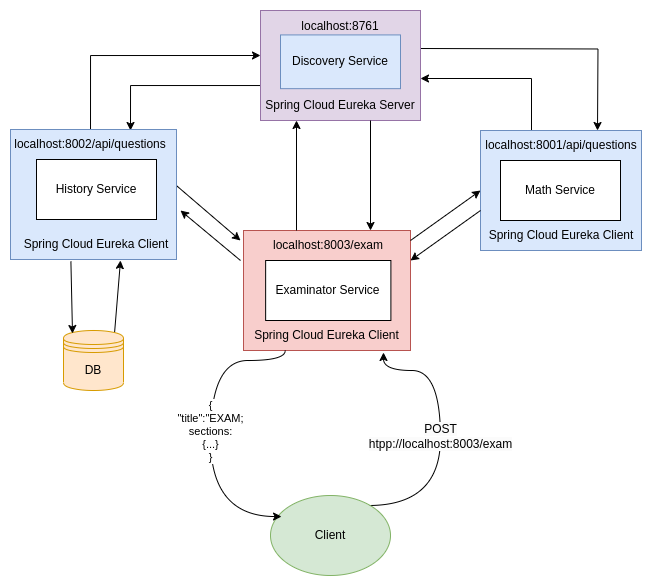 localhost:8761
Discovery Service
Spring Cloud Eureka Server
localhost:8002/api/questions
History Service
Spring Cloud Eureka Client
localhost:8001/api/questions
Math Service
Spring Cloud Eureka Client
localhost:8003/exam
Examinator Service
Spring Cloud Eureka Client
DB
{
"title":"EXAM;
sections:
{...}
}
POST
htpp://localhost:8003/exam
Client